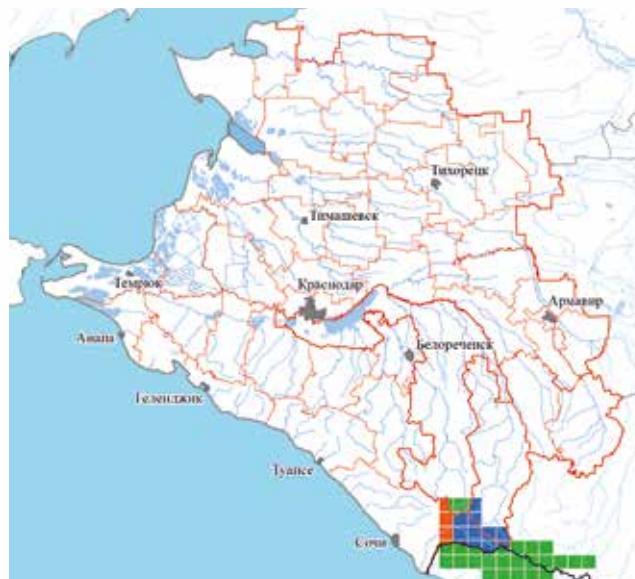 Тихорецк
Тимашевск
Темрюк
Краснодар
Армавир
Анапа
Белореченск
Геленджик
Туапсе
Сочи